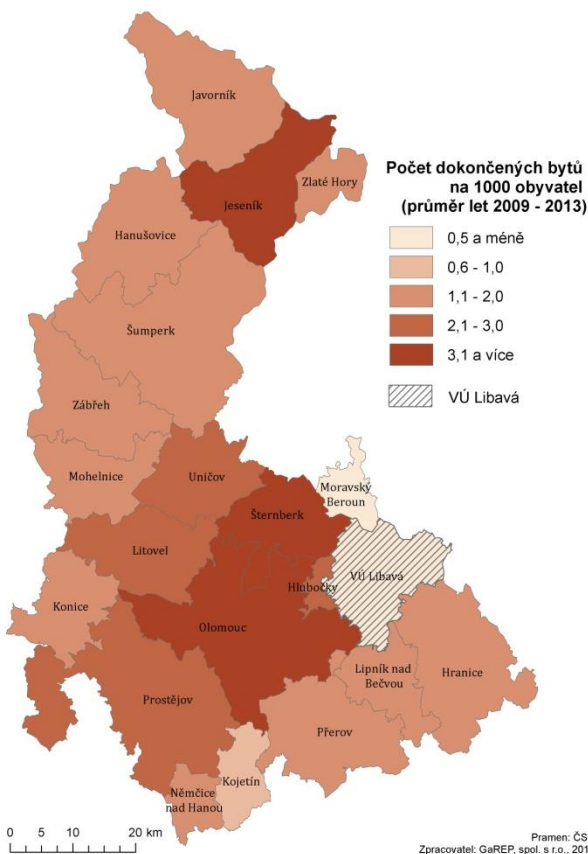 Javorník
Jeseník
Zlaté Hory
Hanušovice
Šumperk
Zábřeh
Mohelnice
Uničov
Moravský
Beroun
Šternberk
Litovel
VÚ Libavá
Hlubočky
Konice
Olomouc
Lipník nad
Bečvou
Hranice
Prostějov
Přerov
Němčice
nad Hanou
Kojetín
Počet dokončených bytů
na 1000 obyvatel
(průměr let 2009 - 2013)
0,5 a méně
0,6 - 1,0
1,1 - 2,0
2,1 - 3,0
3,1 a více
VÚ Libavá
0 5 10 20 km
Pramen: ČS
Zpracovatel: GaREP, spol. s r.o., 201